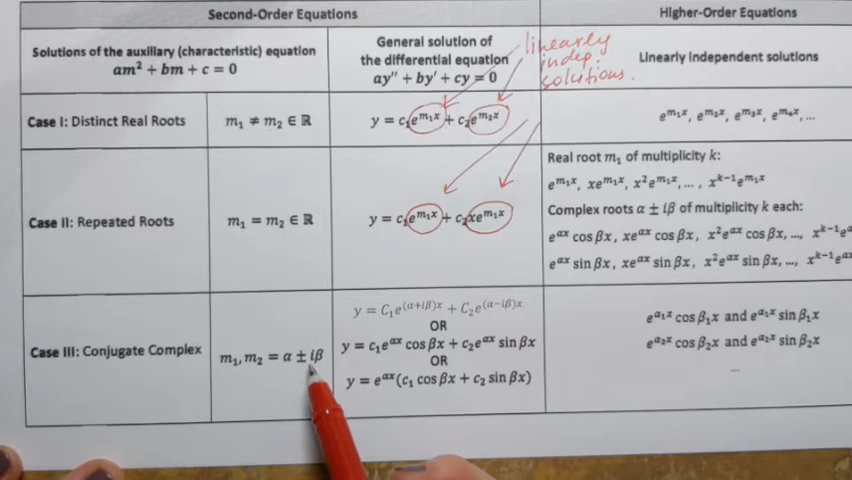 Second-Order Equations
Higher-Order Equations
Solutions of the auxiliary (characteristic) equation
am² + bm + c = 0
General solution of
the differential equation
ay'' + by' + cy = 0
linearly
indep.
solutions.
Linearly independent solutions
Case I: Distinct Real Roots
m₁ ≠ m₂ ∈ ℝ
y = c₁e^{m₁x} + c₂e^{m₂x}
e^{m₁x}, e^{m₂x}, e^{m₃x}, e^{m₄x}, ...
Case II: Repeated Roots
m₁ = m₂ ∈ ℝ
y = c₁e^{m₁x} + c₂xe^{m₁x}
Real root m₁ of multiplicity k:
e^{m₁x}, xe^{m₁x}, x²e^{m₁x}, ... , x^{k−1}e^{m₁x}
Complex roots α ± iβ of multiplicity k each:
e^{αx} cos βx, xe^{αx} cos βx, x²e^{αx} cos βx, ..., x^{k−1}e^{α
e^{αx} sin βx, xe^{αx} sin βx, x²e^{αx} sin βx, ..., x^{k−1}e^{αx
Case III: Conjugate Complex
m₁, m₂ = α ± iβ
y = C₁e^{(α+iβ)x} + C₂e^{(α−iβ)x}
OR
y = c₁e^{αx} cos βx + c₂e^{αx} sin βx
OR
y = e^{αx}(c₁ cos βx + c₂ sin βx)
e^{α₁x} cos β₁x and e^{α₁x} sin β₁x
e^{α₂x} cos β₂x and e^{α₂x} sin β₂x
...